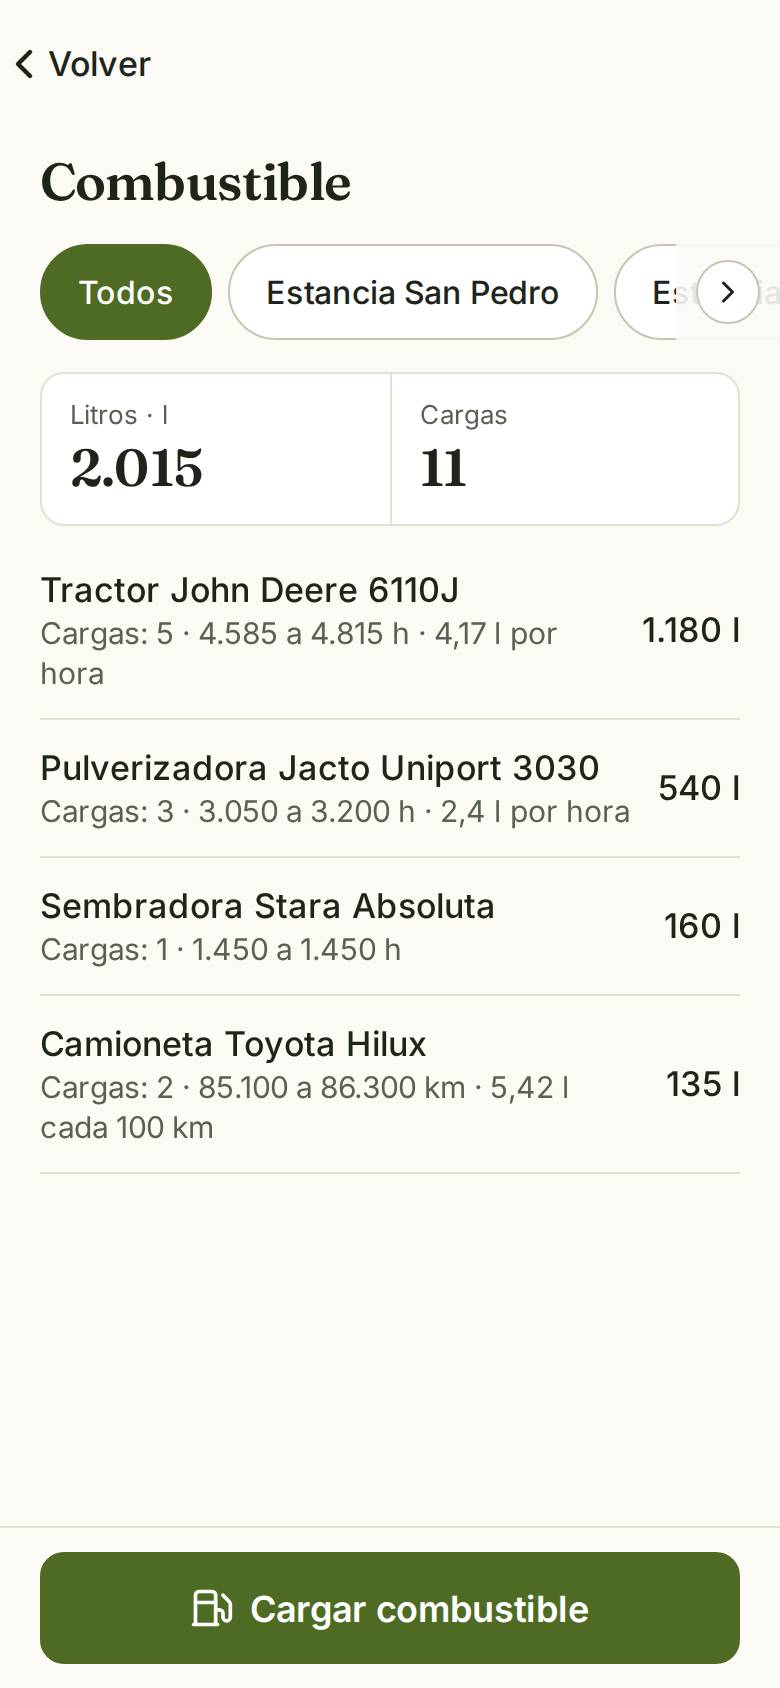 Volver
Combustible
Todos
Estancia San Pedro
Litros · l
Cargas
2.015
11
Tractor John Deere 6110J
Cargas: 5 · 4.585 a 4.815 h · 4,17 l por
hora
1.180 l
Pulverizadora Jacto Uniport 3030
Cargas: 3 · 3.050 a 3.200 h · 2,4 l por hora
540 l
Sembradora Stara Absoluta
Cargas: 1 · 1.450 a 1.450 h
160 l
Camioneta Toyota Hilux
Cargas: 2 · 85.100 a 86.300 km · 5,42 l
cada 100 km
135 l
Cargar combustible